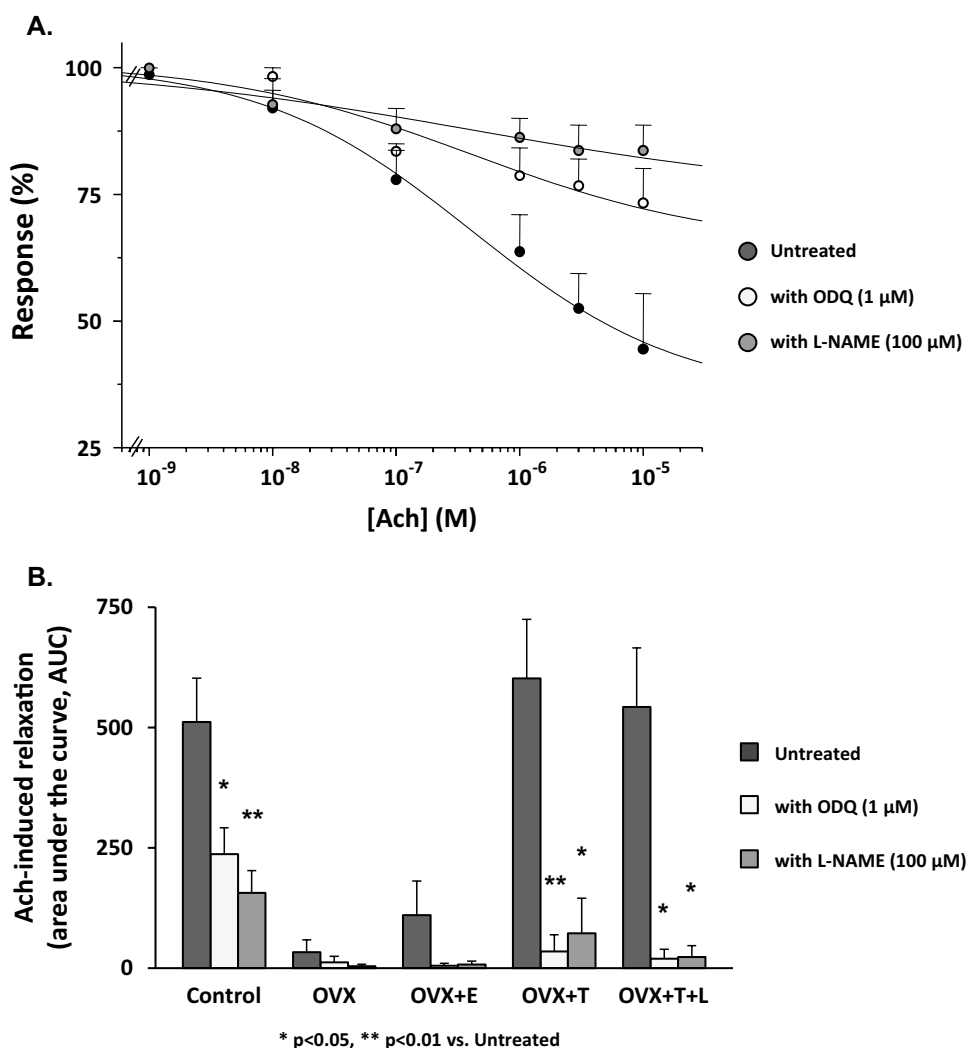 A.
Response (%)
100
75
50
25
10⁻⁹ 10⁻⁸ 10⁻⁷ 10⁻⁶ 10⁻⁵
[Ach] (M)
Untreated
with ODQ (1 µM)
with L-NAME (100 µM)
B.
Ach-induced relaxation
(area under the curve, AUC)
750
500
250
0
*
**
**
*
*
*
Control OVX OVX+E OVX+T OVX+T+L
Untreated
with ODQ (1 µM)
with L-NAME (100 µM)
* p<0.05, ** p<0.01 vs. Untreated